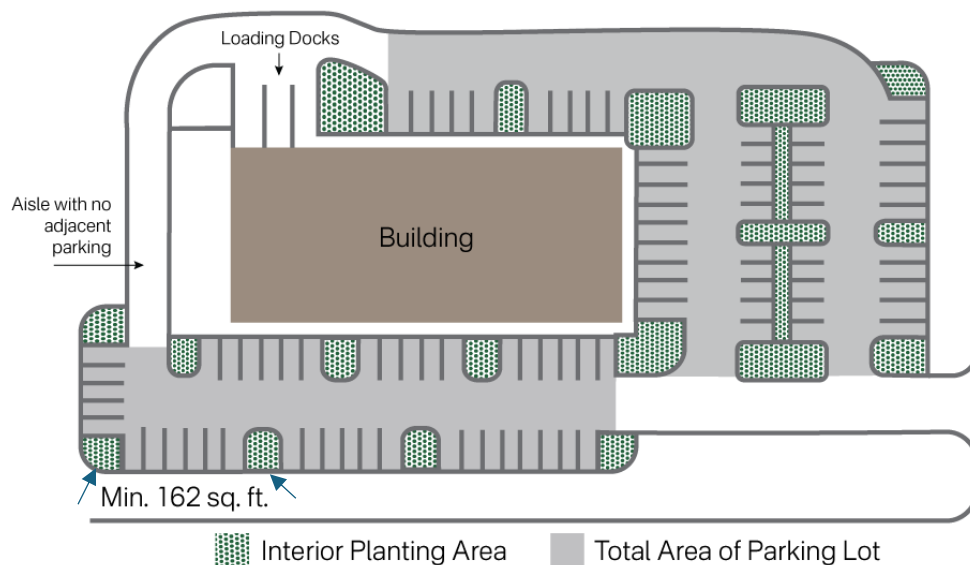 Loading Docks
Aisle with no
adjacent
parking
Building
Min. 162 sq. ft.
Interior Planting Area
Total Area of Parking Lot